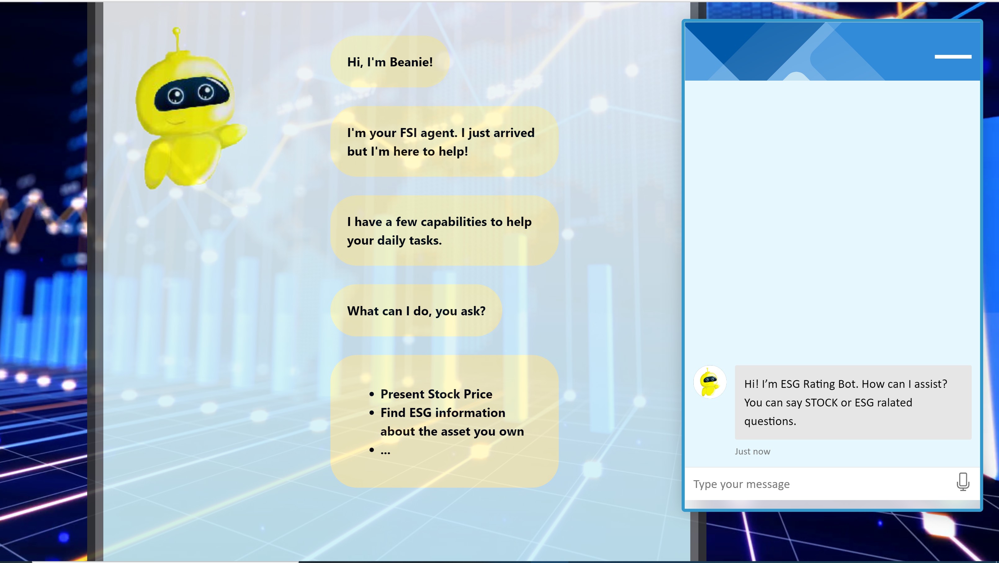 Hi, I'm Beanie!
I'm your FSI agent. I just arrived
but I'm here to help!
I have a few capabilities to help
your daily tasks.
What can I do, you ask?
• Present Stock Price
• Find ESG information
about the asset you own
• ...
Hi! I’m ESG Rating Bot. How can I assist?
You can say STOCK or ESG ralated
questions.
Just now
Type your message